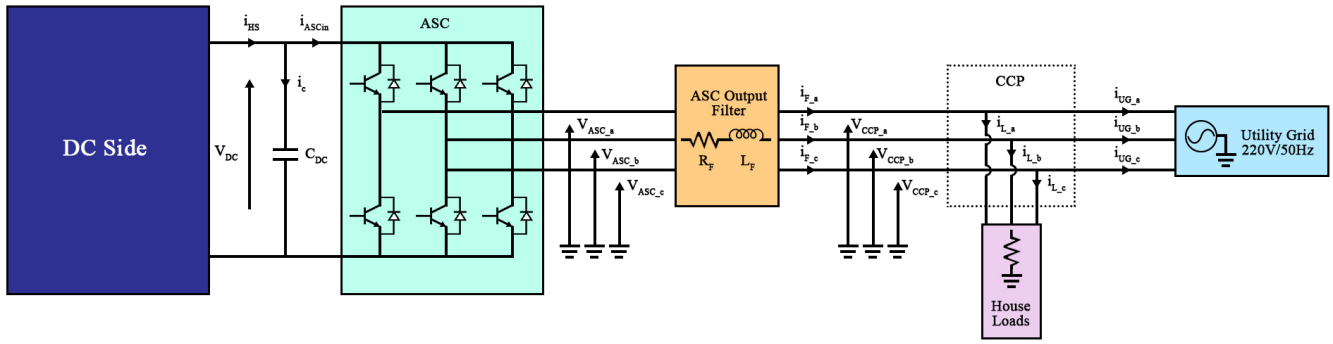 DC Side
i_HS
i_ASCin
i_c
V_DC
C_DC
ASC
V_ASC_a
V_ASC_b
V_ASC_c
ASC Output
Filter
R_F
L_F
i_F_a
i_F_b
i_F_c
V_CCP_a
V_CCP_b
V_CCP_c
CCP
i_L_a
i_L_b
i_L_c
House
Loads
i_UG_a
i_UG_b
i_UG_c
Utility Grid
220V/50Hz